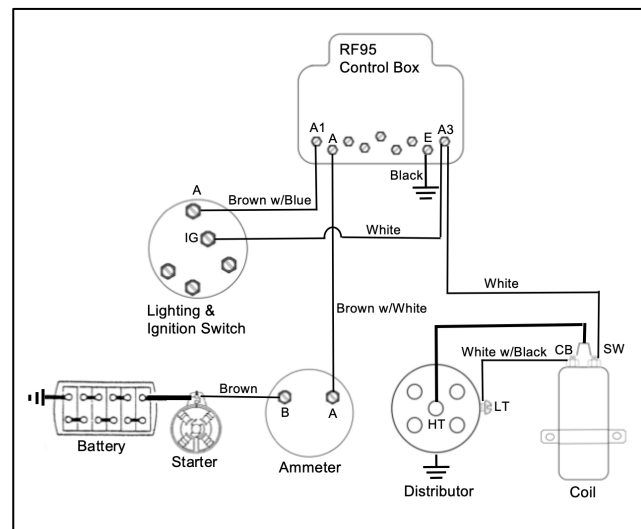 RF95
Control Box
A1
A
E
A3
Black
A
Brown w/Blue
IG
White
White
Lighting &
Ignition Switch
Brown w/White
White w/Black
CB
SW
Brown
B
A
HT
LT
Battery
Starter
Ammeter
Distributor
Coil